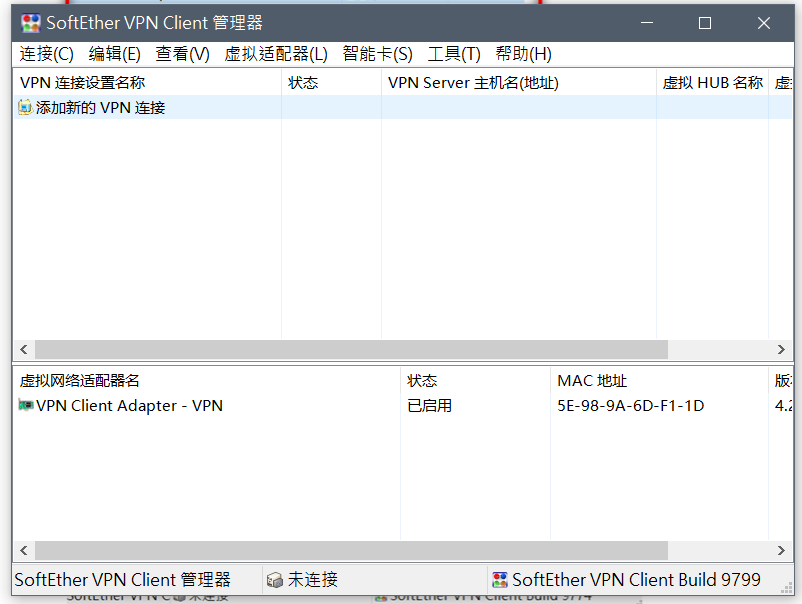 SoftEther VPN Client 管理器
连接(C) 编辑(E) 查看(V) 虚拟适配器(L) 智能卡(S) 工具(T) 帮助(H)
VPN 连接设置名称 状态 VPN Server 主机名(地址) 虚拟 HUB 名称 虚
添加新的 VPN 连接
虚拟网络适配器名 状态 MAC 地址 版
VPN Client Adapter - VPN 已启用 5E-98-9A-6D-F1-1D 4.2
SoftEther VPN Client 管理器 未连接 SoftEther VPN Client Build 9799